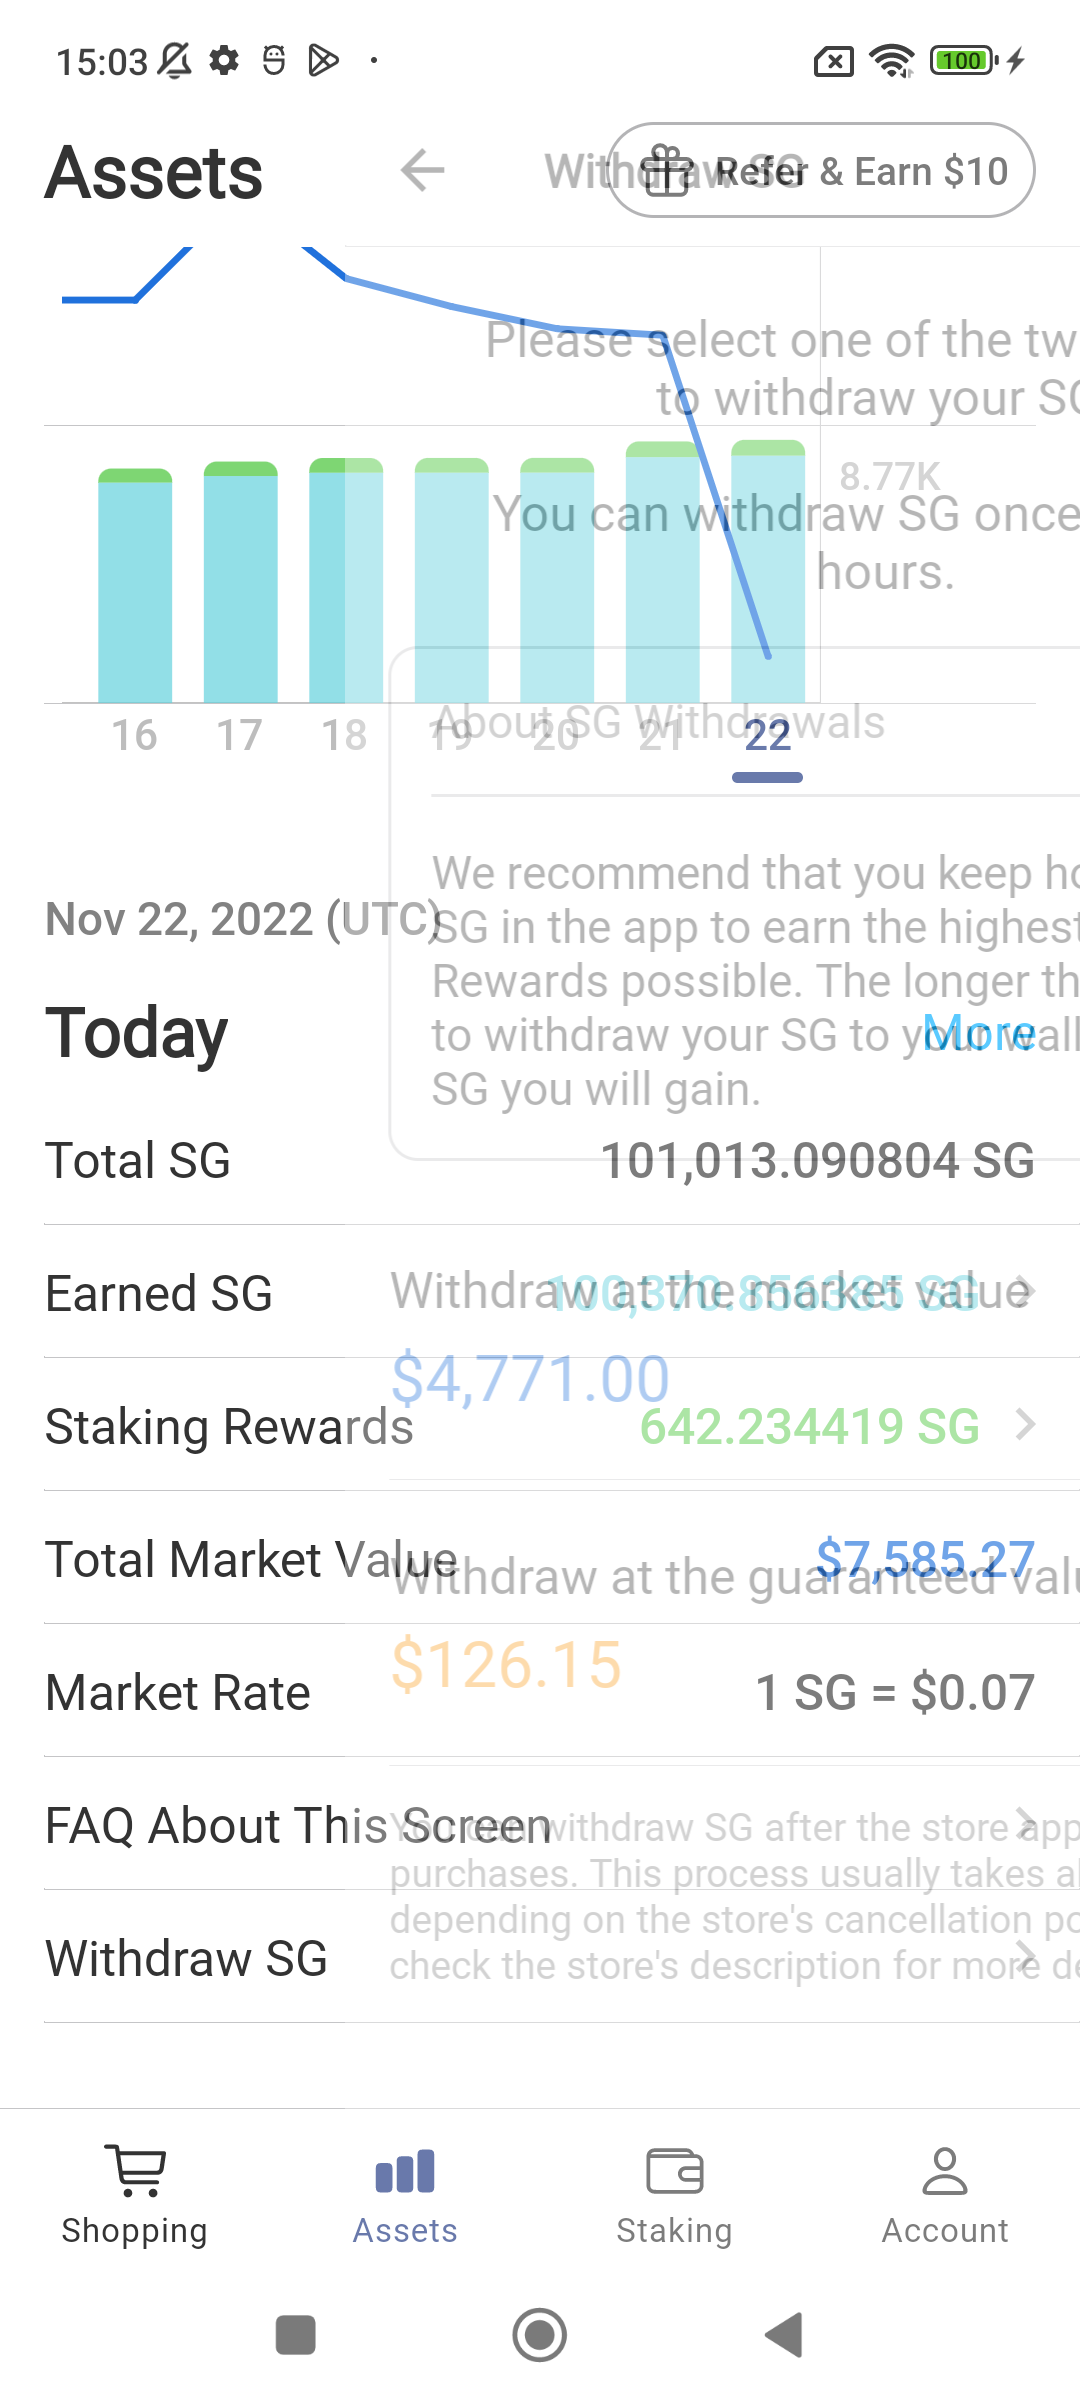 15:03
100
Assets
Withdraw SG
Refer & Earn $10
Please select one of the tw
to withdraw your SG
8.77K
You can withdraw SG once
hours.
16 17 18 19 20 21 22
About SG Withdrawals
We recommend that you keep ho
Nov 22, 2022 (UTC)
SG in the app to earn the highest
Rewards possible. The longer th
Today
to withdraw your SG to your wall
More
SG you will gain.
Total SG
101,013.090804 SG
Earned SG
Withdraw at the market value
$4,771.00
Staking Rewards
642.234419 SG
Total Market Value
$7,585.27
Withdraw at the guaranteed valu
$126.15
Market Rate
1 SG = $0.07
FAQ About This Screen
You can withdraw SG after the store app
purchases. This process usually takes a
depending on the store's cancellation po
check the store's description for more de
Withdraw SG
Shopping
Assets
Staking
Account